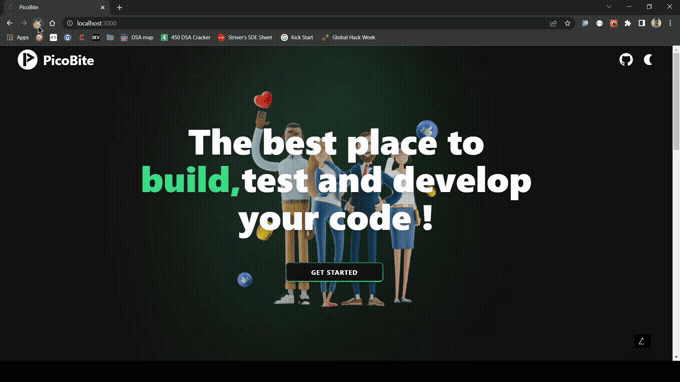 PicoBite
localhost:3000
Apps
DSA map
450 DSA Cracker
Striver's SDE Sheet
Kick Start
Global Hack Week
PicoBite
The best place to
build,test and develop
your code !
GET STARTED